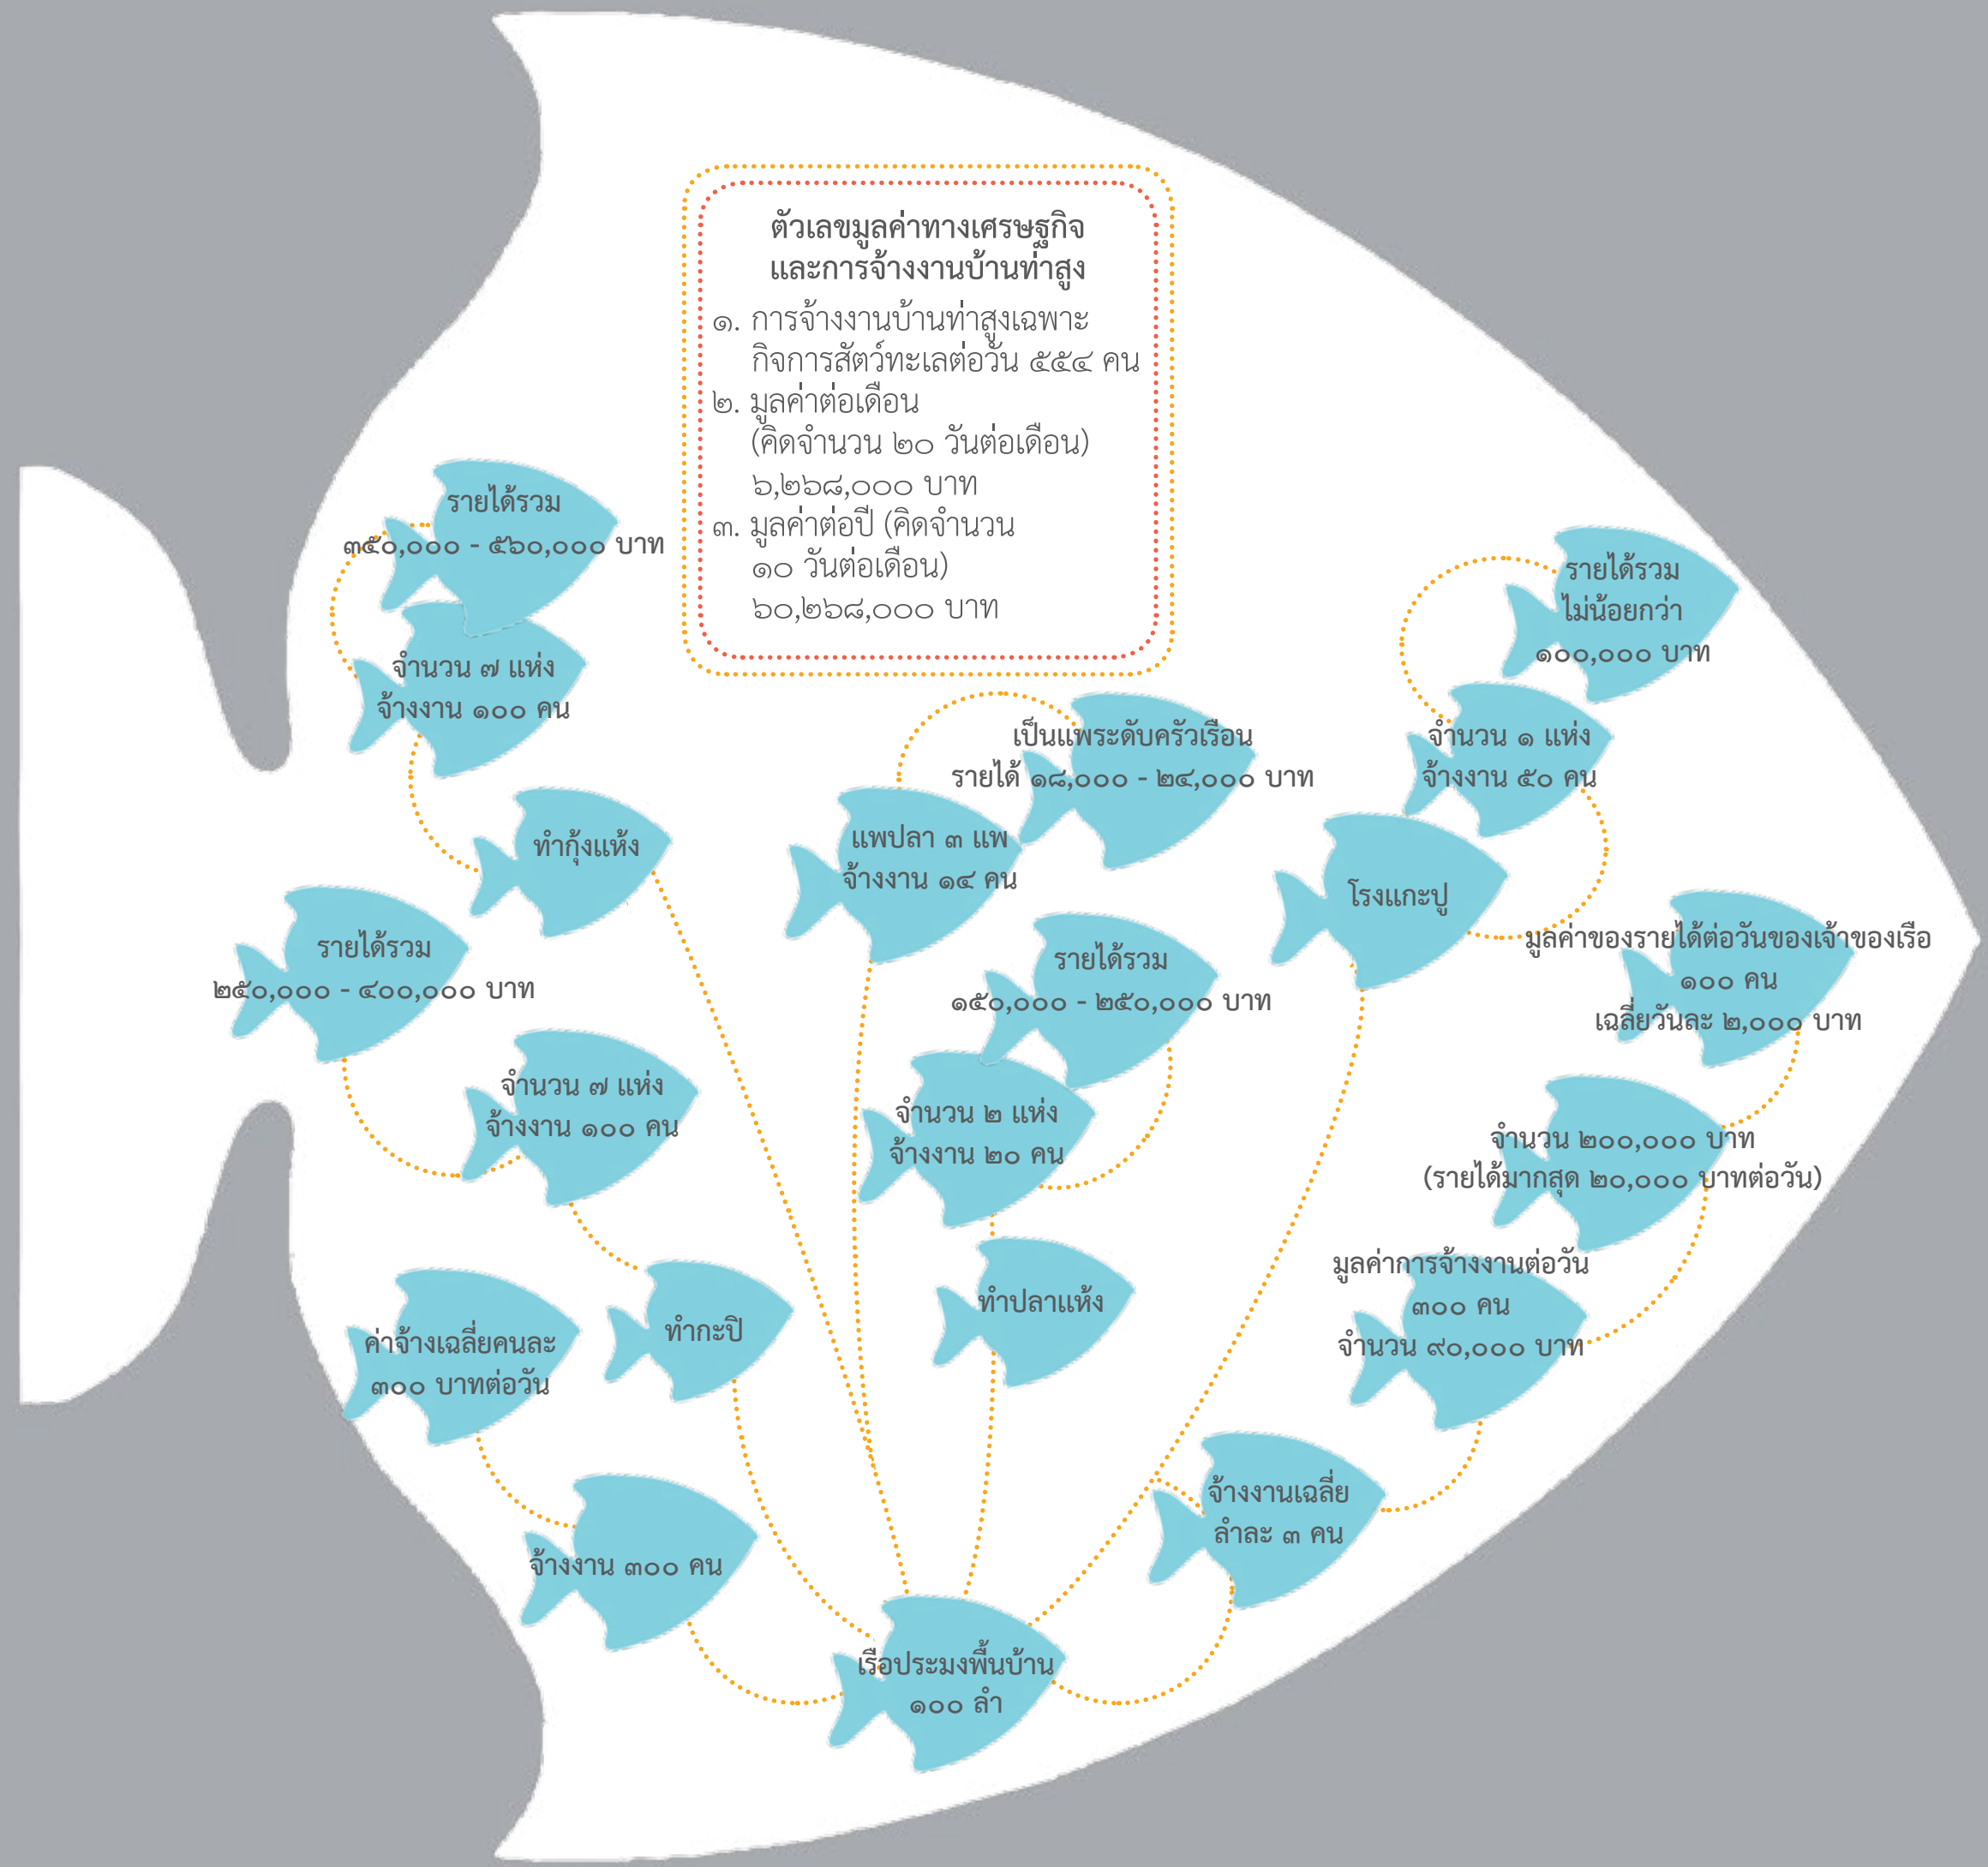 ตัวเลขมูลค่าทางเศรษฐกิจ
และการจ้างงานบ้านท่าสูง
๑. การจ้างงานบ้านท่าสูงเฉพาะ
กิจการสัตว์ทะเลต่อวัน ๕๕๔ คน
๒. มูลค่าต่อเดือน
(คิดจำนวน ๒๐ วันต่อเดือน)
๖,๒๖๘,๐๐๐ บาท
๓. มูลค่าต่อปี (คิดจำนวน
๑๐ วันต่อเดือน)
๖๐,๒๖๘,๐๐๐ บาท
รายได้รวม
๓๕๐,๐๐๐ - ๕๖๐,๐๐๐ บาท
จำนวน ๗ แห่ง
จ้างงาน ๑๐๐ คน
ทำกุ้งแห้ง
เป็นแพระดับครัวเรือน
รายได้ ๑๘,๐๐๐ - ๒๔,๐๐๐ บาท
แพปลา ๓ แพ
จ้างงาน ๑๔ คน
รายได้รวม
ไม่น้อยกว่า
๑๐๐,๐๐๐ บาท
จำนวน ๑ แห่ง
จ้างงาน ๕๐ คน
โรงแกะปู
รายได้รวม
๒๕๐,๐๐๐ - ๔๐๐,๐๐๐ บาท
จำนวน ๗ แห่ง
จ้างงาน ๑๐๐ คน
ทำกะปิ
รายได้รวม
๑๕๐,๐๐๐ - ๒๕๐,๐๐๐ บาท
จำนวน ๒ แห่ง
จ้างงาน ๒๐ คน
ทำปลาแห้ง
มูลค่าของรายได้ต่อวันของเจ้าของเรือ
๑๐๐ คน
เฉลี่ยวันละ ๒,๐๐๐ บาท
จำนวน ๒๐๐,๐๐๐ บาท
(รายได้มากสุด ๒๐,๐๐๐ บาทต่อวัน)
มูลค่าการจ้างงานต่อวัน
๓๐๐ คน
จำนวน ๙๐,๐๐๐ บาท
จ้างงานเฉลี่ย
ลำละ ๓ คน
ค่าจ้างเฉลี่ยคนละ
๓๐๐ บาทต่อวัน
จ้างงาน ๓๐๐ คน
เรือประมงพื้นบ้าน
๑๐๐ ลำ